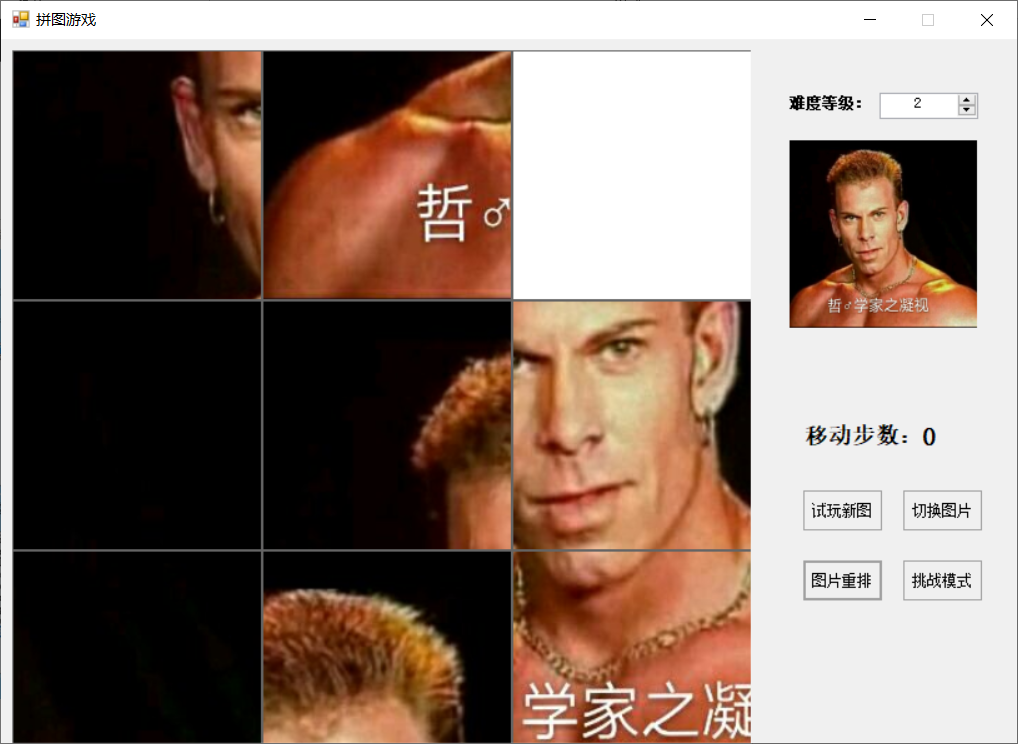 拼图游戏
难度等级： 2
哲♂
哲♂学家之凝视
移动步数：0
试玩新图 切换图片
图片重排 挑战模式
学家之凝